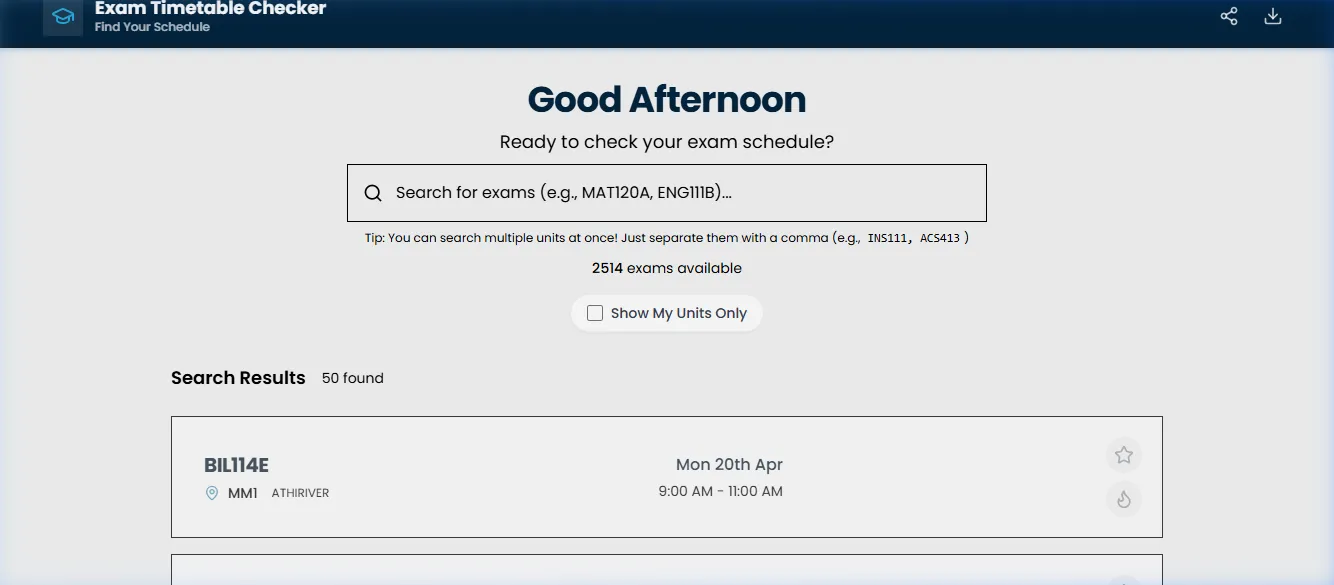 Exam Timetable Checker
Find Your Schedule
Good Afternoon
Ready to check your exam schedule?
Search for exams (e.g., MAT120A, ENG111B)...
Tip: You can search multiple units at once! Just separate them with a comma (e.g., INS111, ACS413 )
2514 exams available
Show My Units Only
Search Results 50 found
BIL114E
MM1 ATHIRIVER
Mon 20th Apr
9:00 AM - 11:00 AM